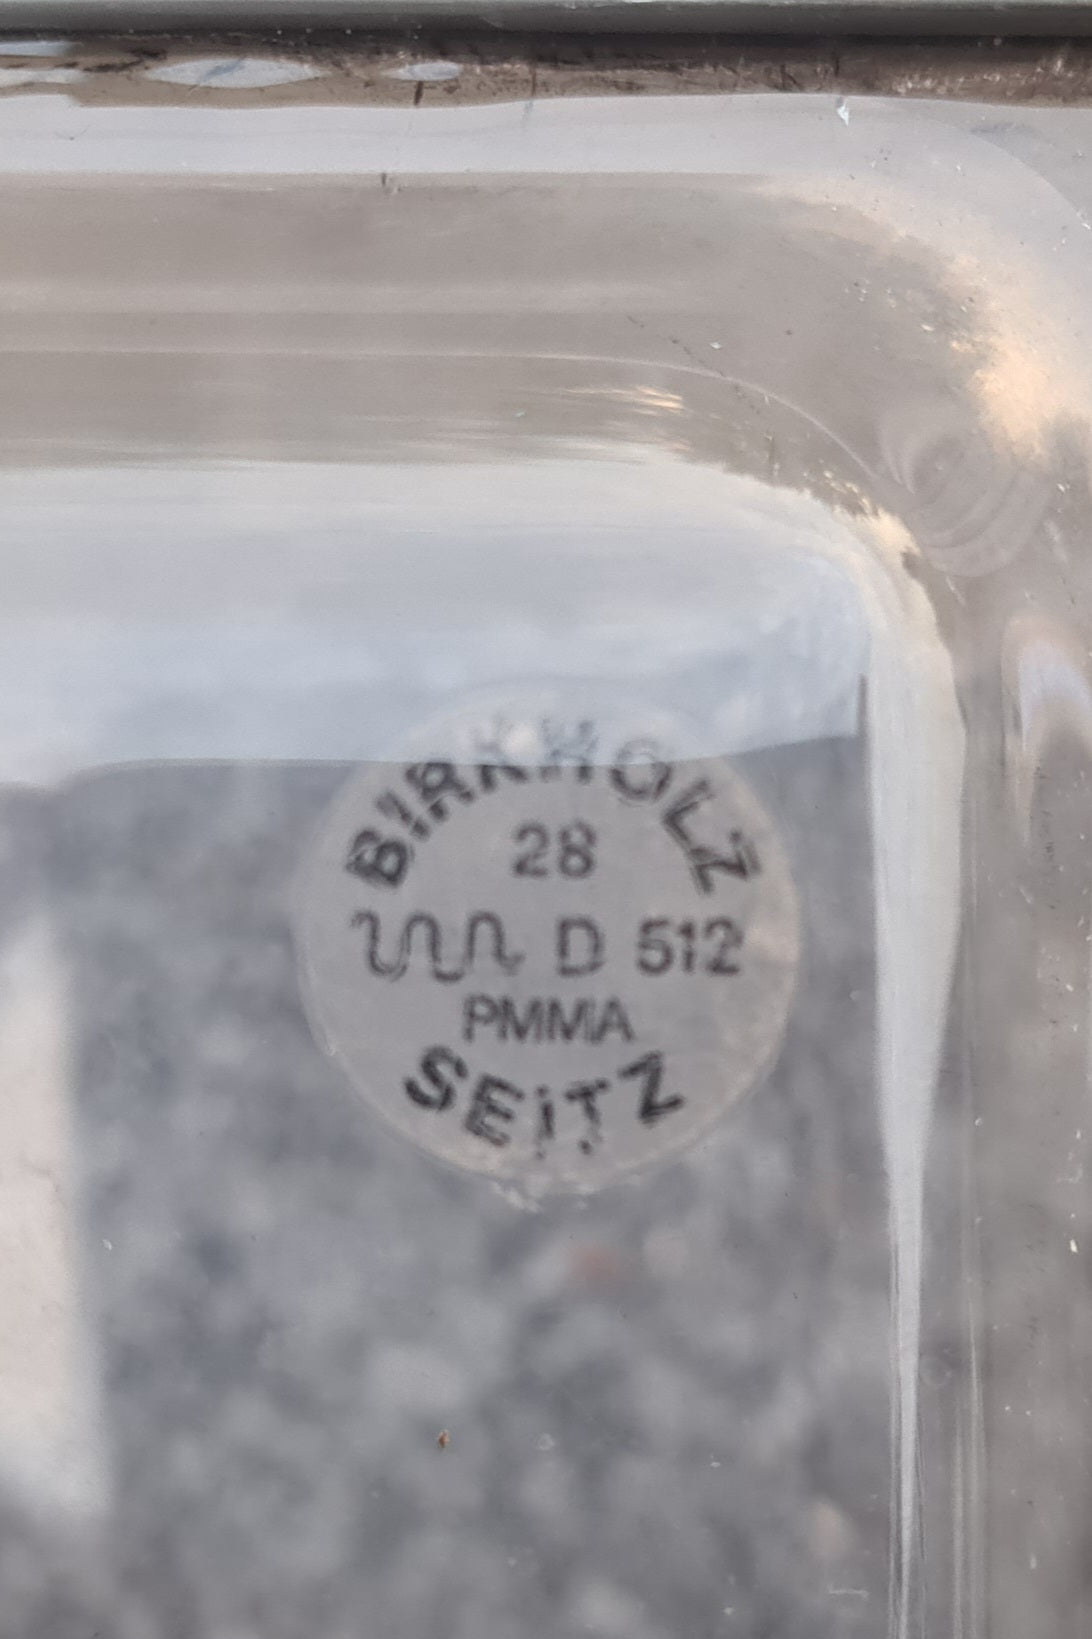 BIRKHOLZ
28
D 512
PMMA
SEiTZ